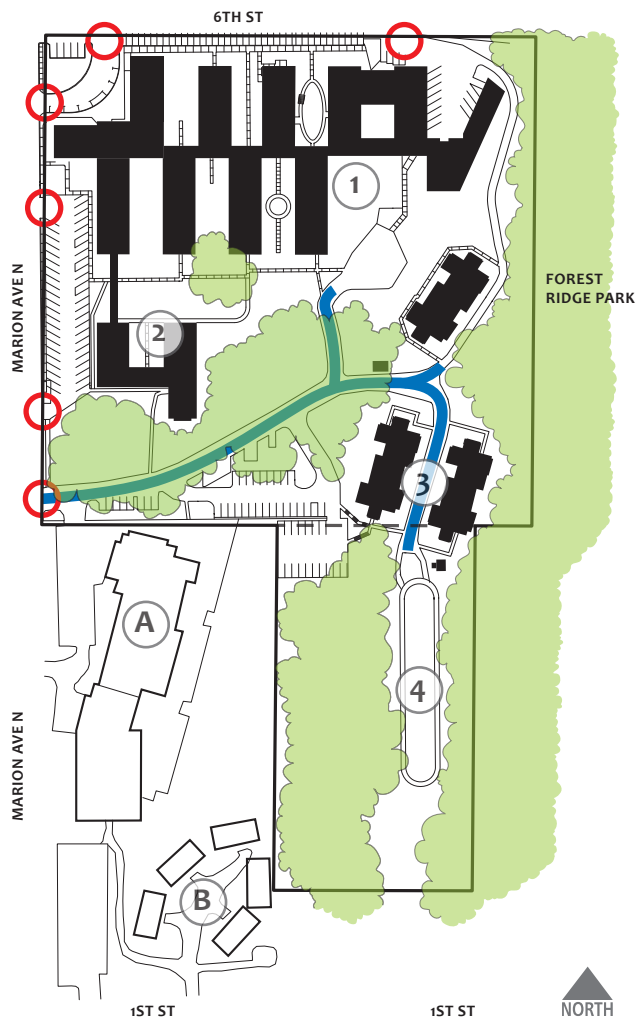 6TH ST
1
MARION AVE N
FOREST
RIDGE PARK
2
3
A
4
MARION AVE N
B
1ST ST
1ST ST
NORTH